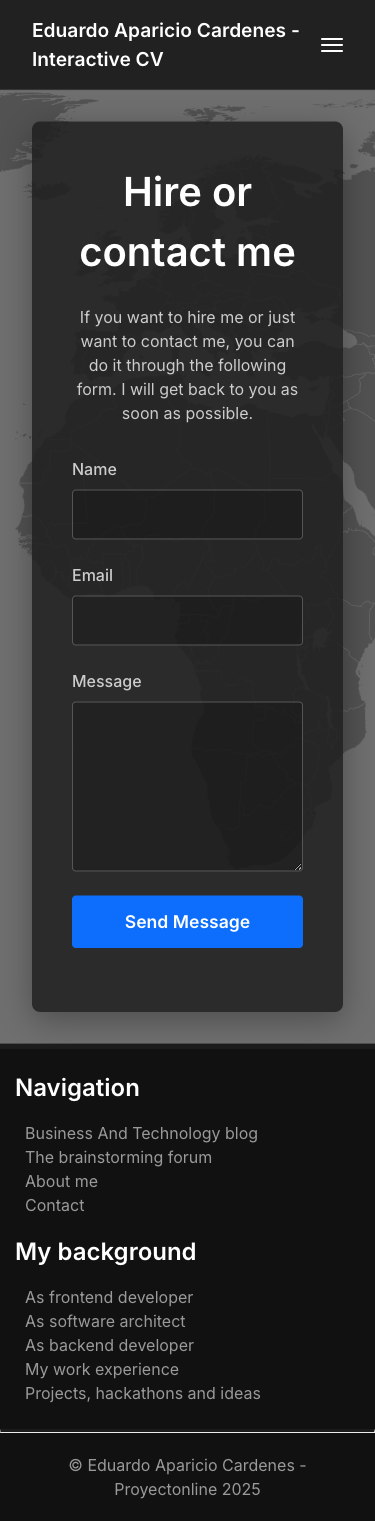 Eduardo Aparicio Cardenes -
Interactive CV
Hire or
contact me
If you want to hire me or just
want to contact me, you can
do it through the following
form. I will get back to you as
soon as possible.
Name
Email
Message
Send Message
Navigation
Business And Technology blog
The brainstorming forum
About me
Contact
My background
As frontend developer
As software architect
As backend developer
My work experience
Projects, hackathons and ideas
© Eduardo Aparicio Cardenes -
Proyectonline 2025